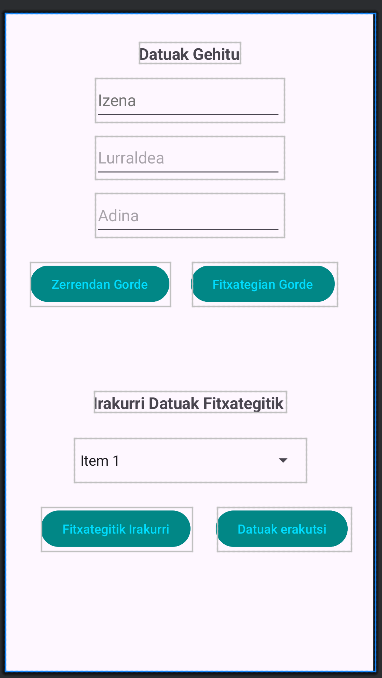 Datuak Gehitu
Izena
Lurraldea
Adina
Zerrendan Gorde
Fitxategian Gorde
Irakurri Datuak Fitxategitik
Item 1
Fitxategitik Irakurri
Datuak erakutsi